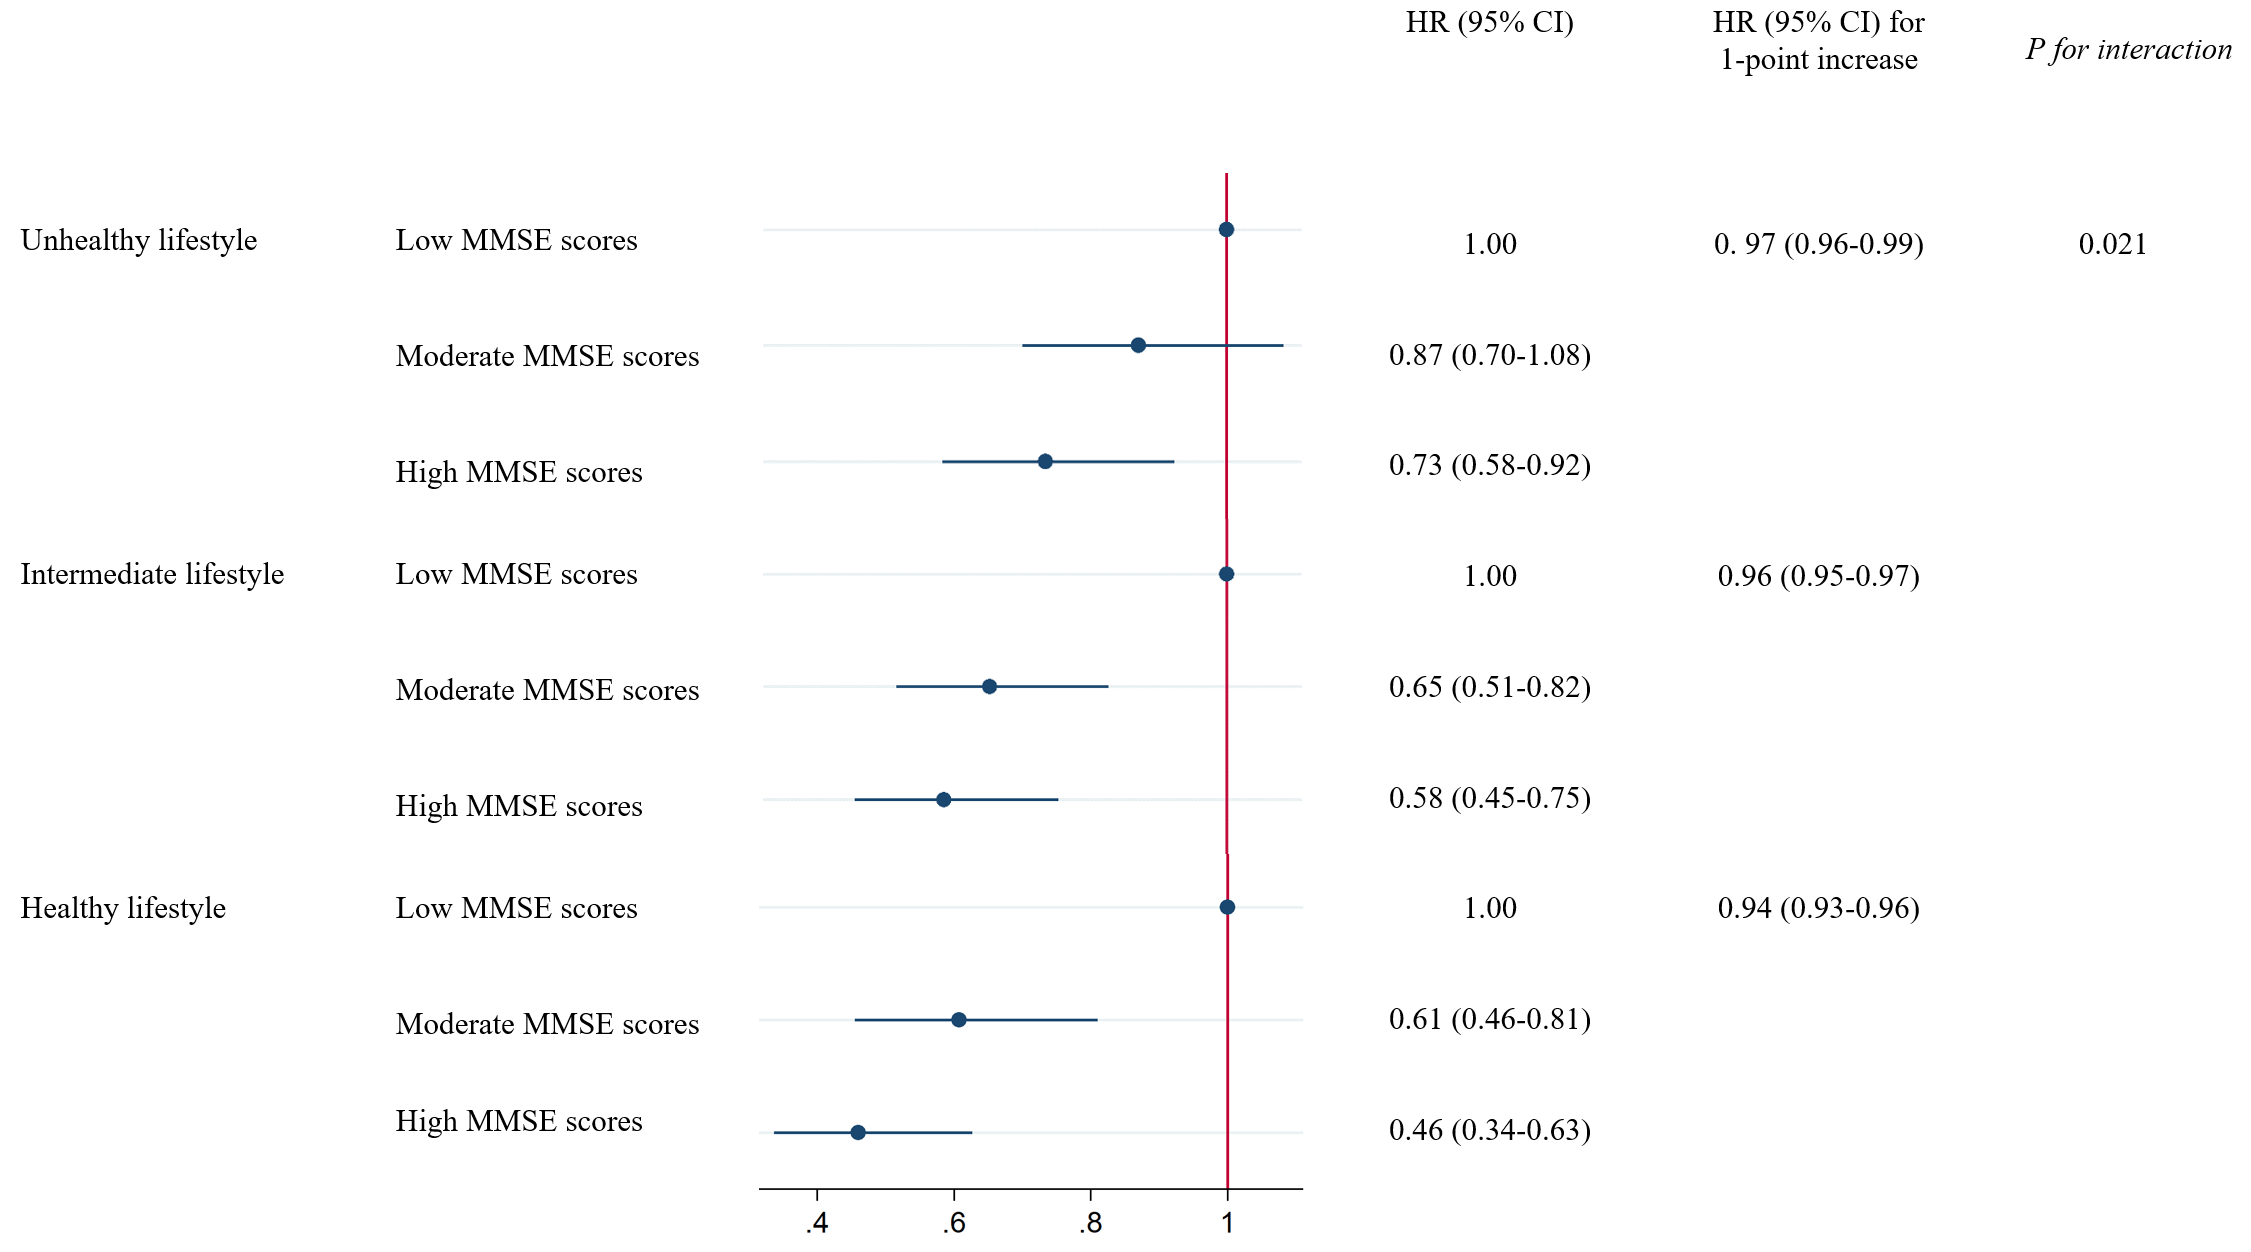 HR (95% CI)
HR (95% CI) for
1-point increase
P for interaction
Unhealthy lifestyle
Low MMSE scores
1.00
0. 97 (0.96-0.99)
0.021
Moderate MMSE scores
0.87 (0.70-1.08)
High MMSE scores
0.73 (0.58-0.92)
Intermediate lifestyle
Low MMSE scores
1.00
0.96 (0.95-0.97)
Moderate MMSE scores
0.65 (0.51-0.82)
High MMSE scores
0.58 (0.45-0.75)
Healthy lifestyle
Low MMSE scores
1.00
0.94 (0.93-0.96)
Moderate MMSE scores
0.61 (0.46-0.81)
High MMSE scores
0.46 (0.34-0.63)
.4
.6
.8
1